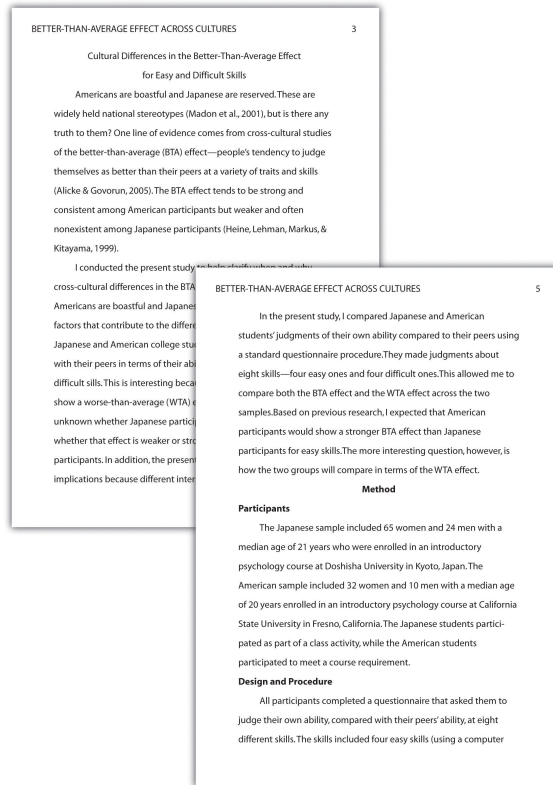 BETTER-THAN-AVERAGE EFFECT ACROSS CULTURES 3
Cultural Differences in the Better-Than-Average Effect
for Easy and Difficult Skills
Americans are boastful and Japanese are reserved. These are
widely held national stereotypes (Madon et al., 2001), but is there any
truth to them? One line of evidence comes from cross-cultural studies
of the better-than-average (BTA) effect—people's tendency to judge
themselves as better than their peers at a variety of traits and skills
(Alicke & Govorun, 2005). The BTA effect tends to be strong and
consistent among American participants but weaker and often
nonexistent among Japanese participants (Heine, Lehman, Markus, &
Kitayama, 1999).
I conducted the present study to help clarify when and why
cross-cultural differences in the BTA
Americans are boastful and Japanes
factors that contribute to the differe
Japanese and American college stu
with their peers in terms of their abi
difficult sills. This is interesting beca
show a worse-than-average (WTA) e
unknown whether Japanese partici
whether that effect is weaker or stro
participants. In addition, the present
implications because different inter
BETTER-THAN-AVERAGE EFFECT ACROSS CULTURES 5
In the present study, I compared Japanese and American
students' judgments of their own ability compared to their peers using
a standard questionnaire procedure. They made judgments about
eight skills—four easy ones and four difficult ones. This allowed me to
compare both the BTA effect and the WTA effect across the two
samples. Based on previous research, I expected that American
participants would show a stronger BTA effect than Japanese
participants for easy skills. The more interesting question, however, is
how the two groups will compare in terms of the WTA effect.
Method
Participants
The Japanese sample included 65 women and 24 men with a
median age of 21 years who were enrolled in an introductory
psychology course at Doshisha University in Kyoto, Japan. The
American sample included 32 women and 10 men with a median age
of 20 years enrolled in an introductory psychology course at California
State University in Fresno, California. The Japanese students partici-
pated as part of a class activity, while the American students
participated to meet a course requirement.
Design and Procedure
All participants completed a questionnaire that asked them to
judge their own ability, compared with their peers' ability, at eight
different skills. The skills included four easy skills (using a computer